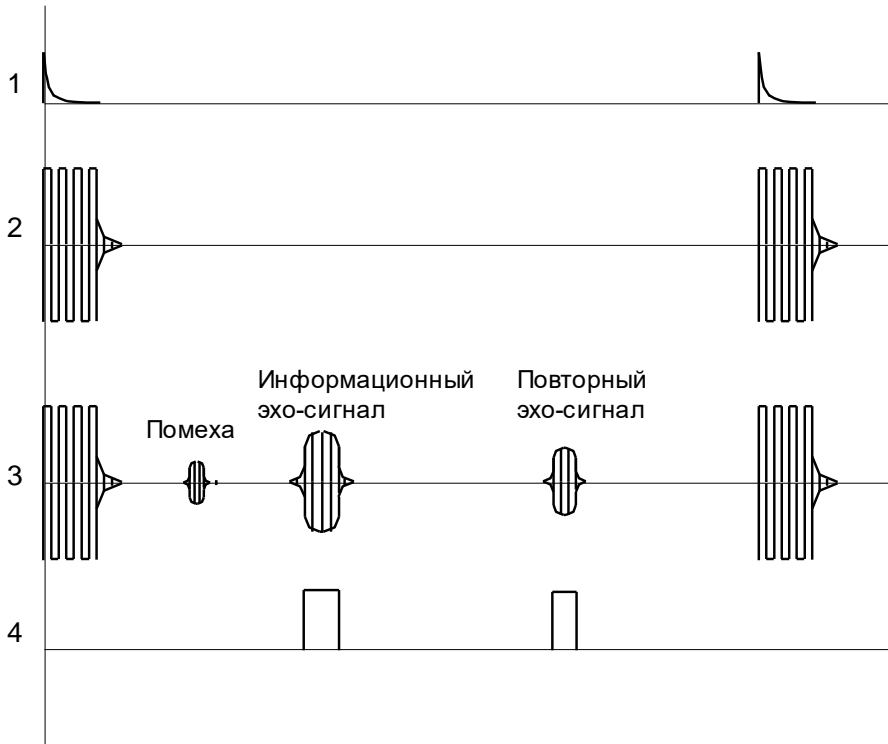 1
2
Информационный
эхо-сигнал
Повторный
эхо-сигнал
Помеха
3
4